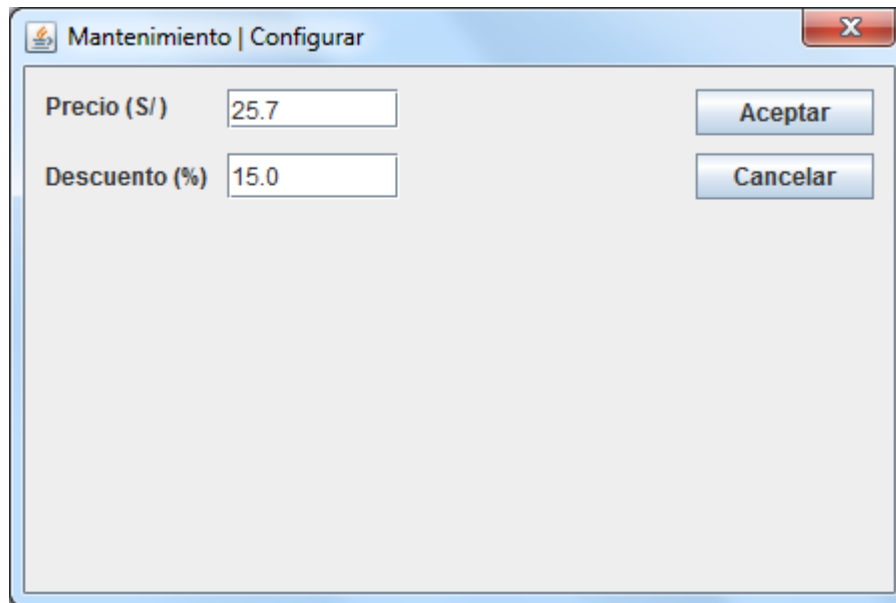 Mantenimiento | Configurar
Precio (S/ ) 25.7 Aceptar
Descuento (%) 15.0 Cancelar